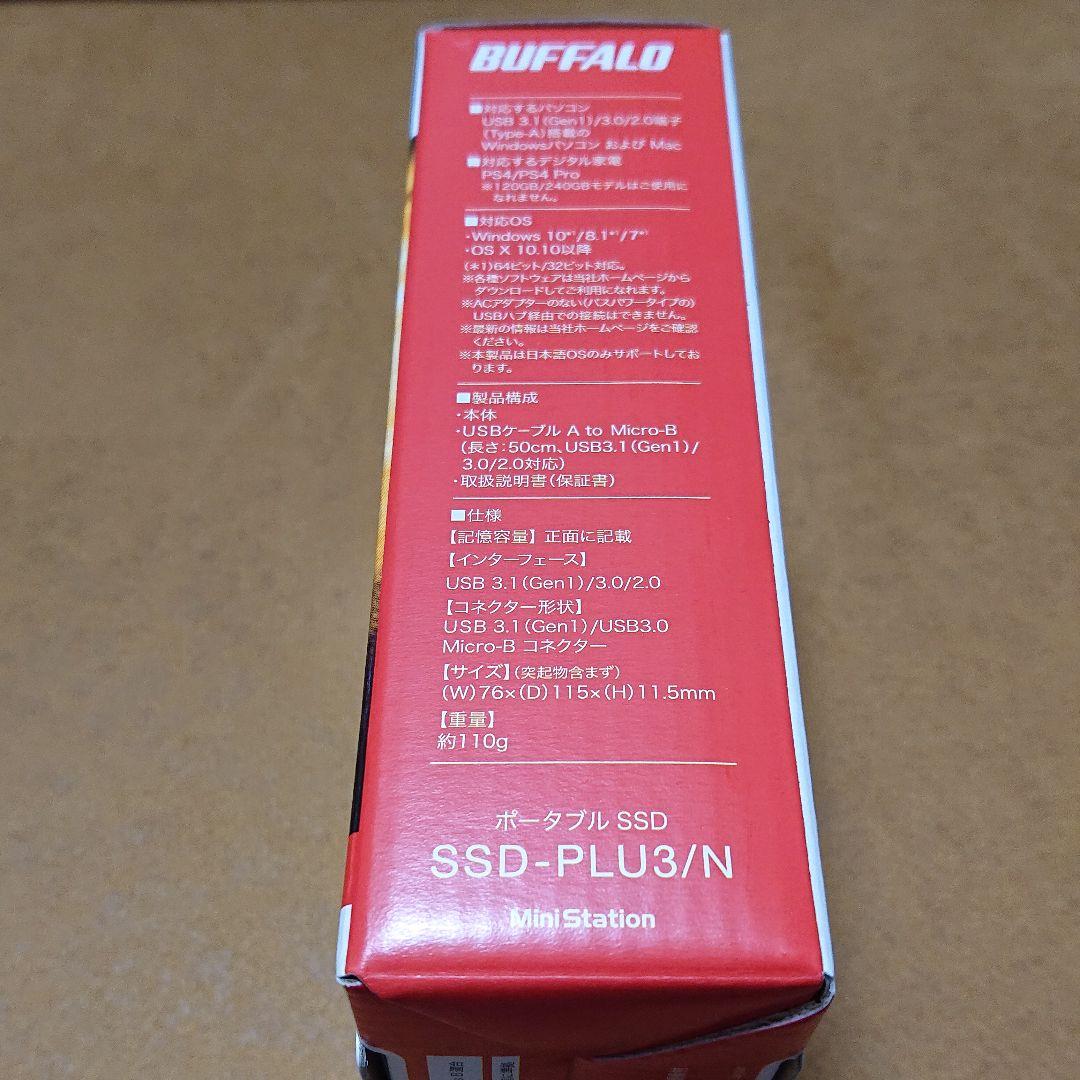 BUFFALO
■対応するパソコン
USB 3.1(Gen1)/3.0/2.0端子
(Type-A)搭載の
Windowsパソコン および Mac
■対応するデジタル家電
PS4/PS4 Pro
※120GB/240GBモデルはご使用に
なれません。
■対応OS
・Windows 10*1/8.1*1/7*1
・OS X 10.10以降
(*1)64ビット/32ビット対応。
※各種ソフトウェアは当社ホームページから
ダウンロードしてご利用になれます。
※ACアダプターのない(バスパワータイプの)
USBハブ経由での接続はできません。
※最新の情報は当社ホームページをご確認
ください。
※本製品は日本語OSのみサポートしてお
ります。
■製品構成
・本体
・USBケーブル A to Micro-B
(長さ:50cm、USB3.1(Gen1)/
3.0/2.0対応)
・取扱説明書(保証書)
■仕様
【記憶容量】 正面に記載
【インターフェース】
USB 3.1(Gen1)/3.0/2.0
【コネクター形状】
USB 3.1(Gen1)/USB3.0
Micro-B コネクター
【サイズ】(突起物含まず)
(W)76×(D)115×(H)11.5mm
【重量】
約110g
ポータブル SSD
SSD-PLU3/N
MiniStation